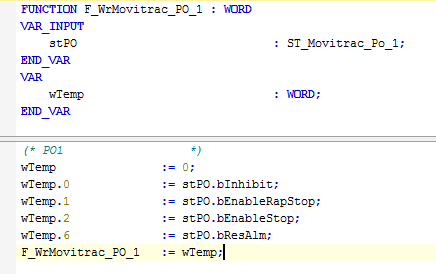 FUNCTION F_WrMovitrac_PO_1 : WORD
VAR_INPUT
stPO : ST_Movitrac_Po_1;
END_VAR
VAR
wTemp : WORD;
END_VAR
(* PO1 *)
wTemp := 0;
wTemp.0 := stPO.bInhibit;
wTemp.1 := stPO.bEnableRapStop;
wTemp.2 := stPO.bEnableStop;
wTemp.6 := stPO.bResAlm;
F_WrMovitrac_PO_1 := wTemp;